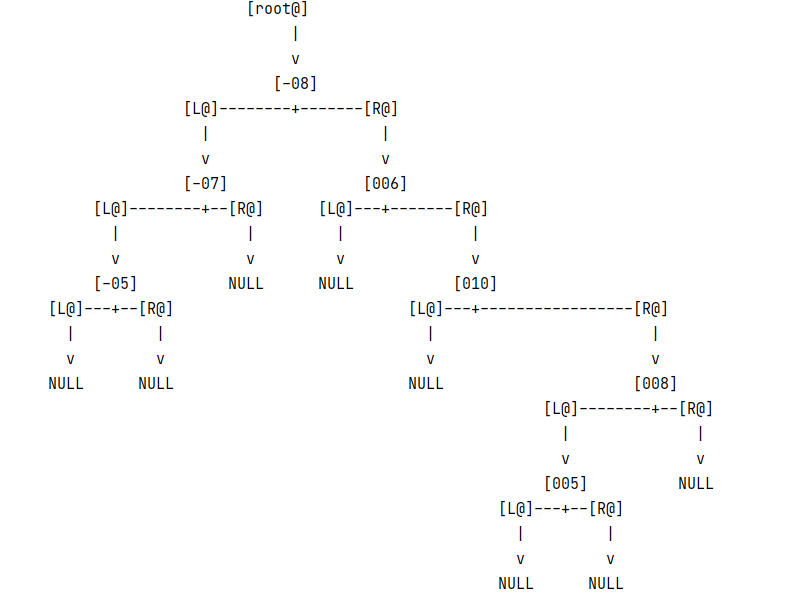 [root@]
                           |
                           v
                         [-08]
               [L@]--------+-------[R@]
                 |                   |
                 v                   v
               [-07]               [006]
     [L@]--------+--[R@]      [L@]---+-------[R@]
       |              |         |              |
       v              v         v              v
     [-05]          NULL      NULL           [010]
[L@]---+--[R@]                          [L@]---+-----------------[R@]
  |         |                             |                        |
  v         v                             v                        v
NULL      NULL                          NULL                     [008]
                                                       [L@]--------+--[R@]
                                                         |              |
                                                         v              v
                                                       [005]          NULL
                                                  [L@]---+--[R@]
                                                    |         |
                                                    v         v
                                                  NULL      NULL